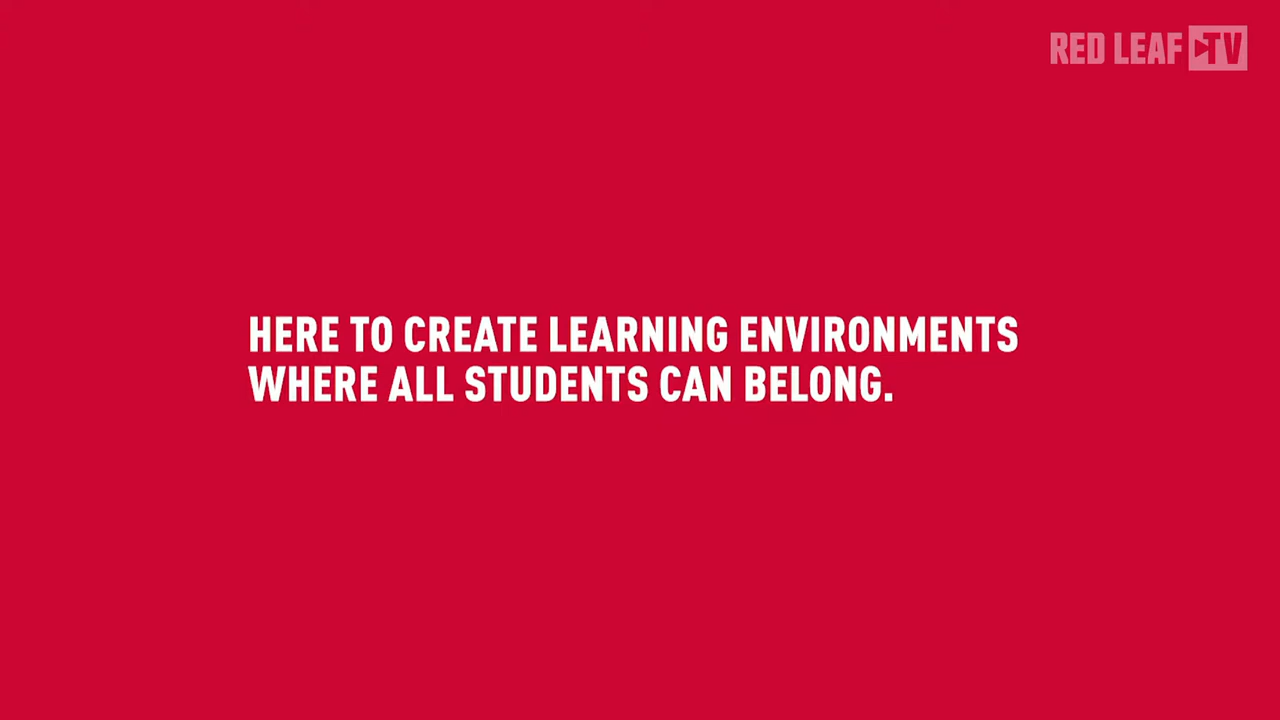 RED LEAF TV
HERE TO CREATE LEARNING ENVIRONMENTS
WHERE ALL STUDENTS CAN BELONG.